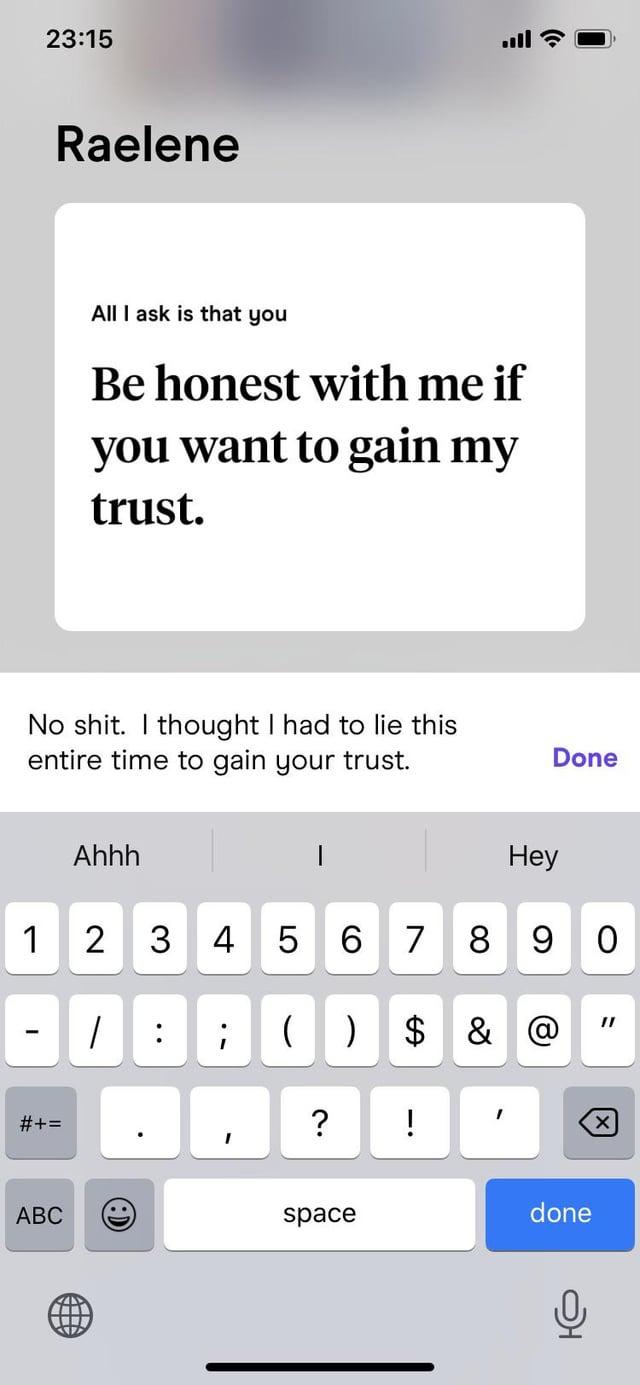 23:15
Raelene
All I ask is that you
Be honest with me if
you want to gain my
trust.
No shit.  I thought I had to lie this
entire time to gain your trust.
Done
Ahhh I Hey
1 2 3 4 5 6 7 8 9 0
- / : ; ( ) $ & @ "
#+= . , ? ! '
ABC space done